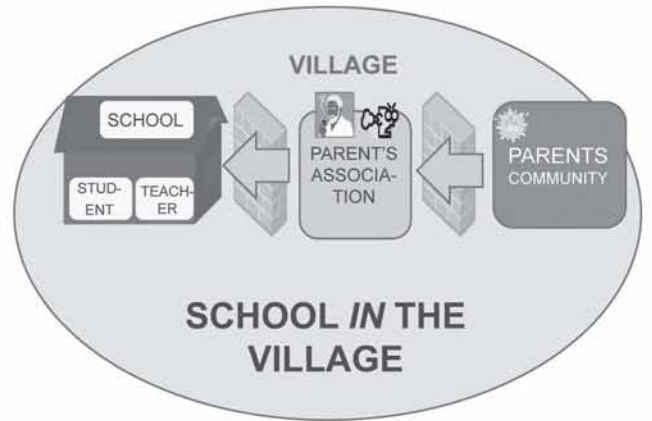 VILLAGE
SCHOOL
STUD-
ENT
TEACH-
ER
PARENT'S
ASSOCIA-
TION
PARENTS
COMMUNITY
SCHOOL IN THE
VILLAGE